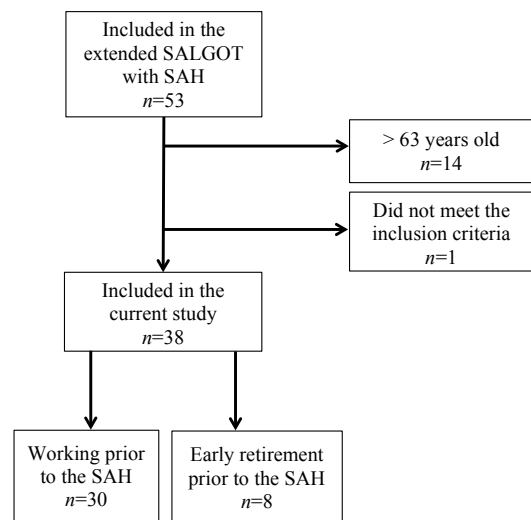 Included in the
extended SALGOT
with SAH
n=53
> 63 years old
n=14
Did not meet the
inclusion criteria
n=1
Included in the
current study
n=38
Working prior
to the SAH
n=30
Early retirement
prior to the SAH
n=8